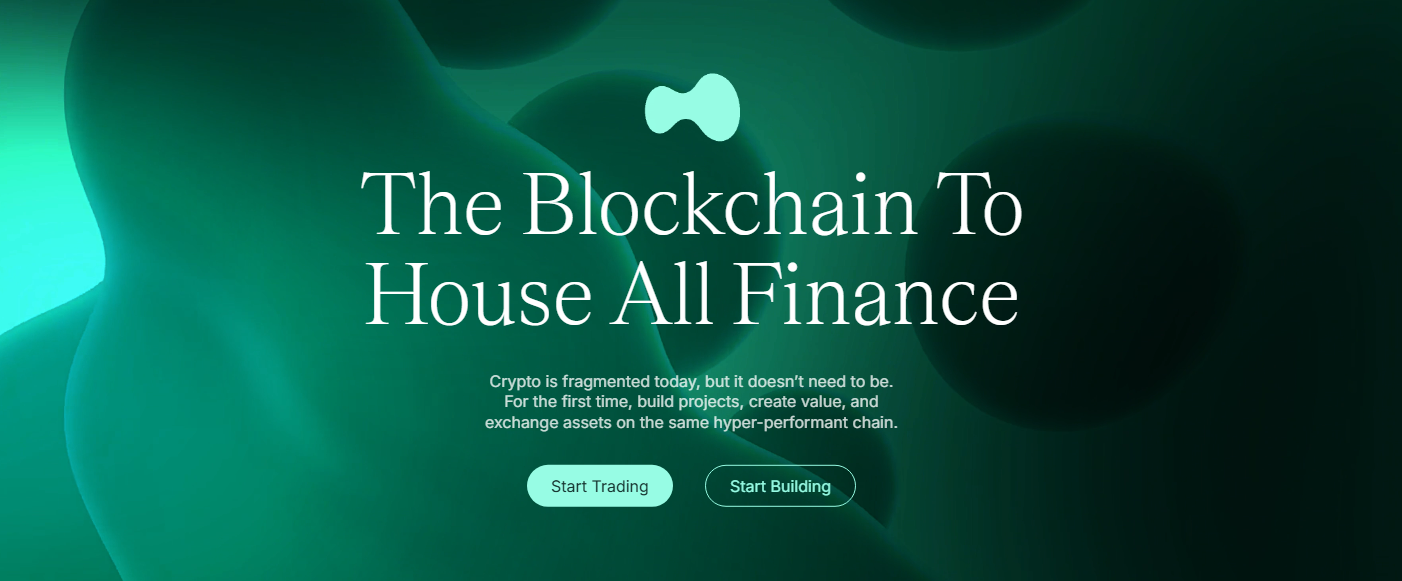 The Blockchain To
House All Finance
Crypto is fragmented today, but it doesn’t need to be.
For the first time, build projects, create value, and
exchange assets on the same hyper-performant chain.
Start Trading
Start Building